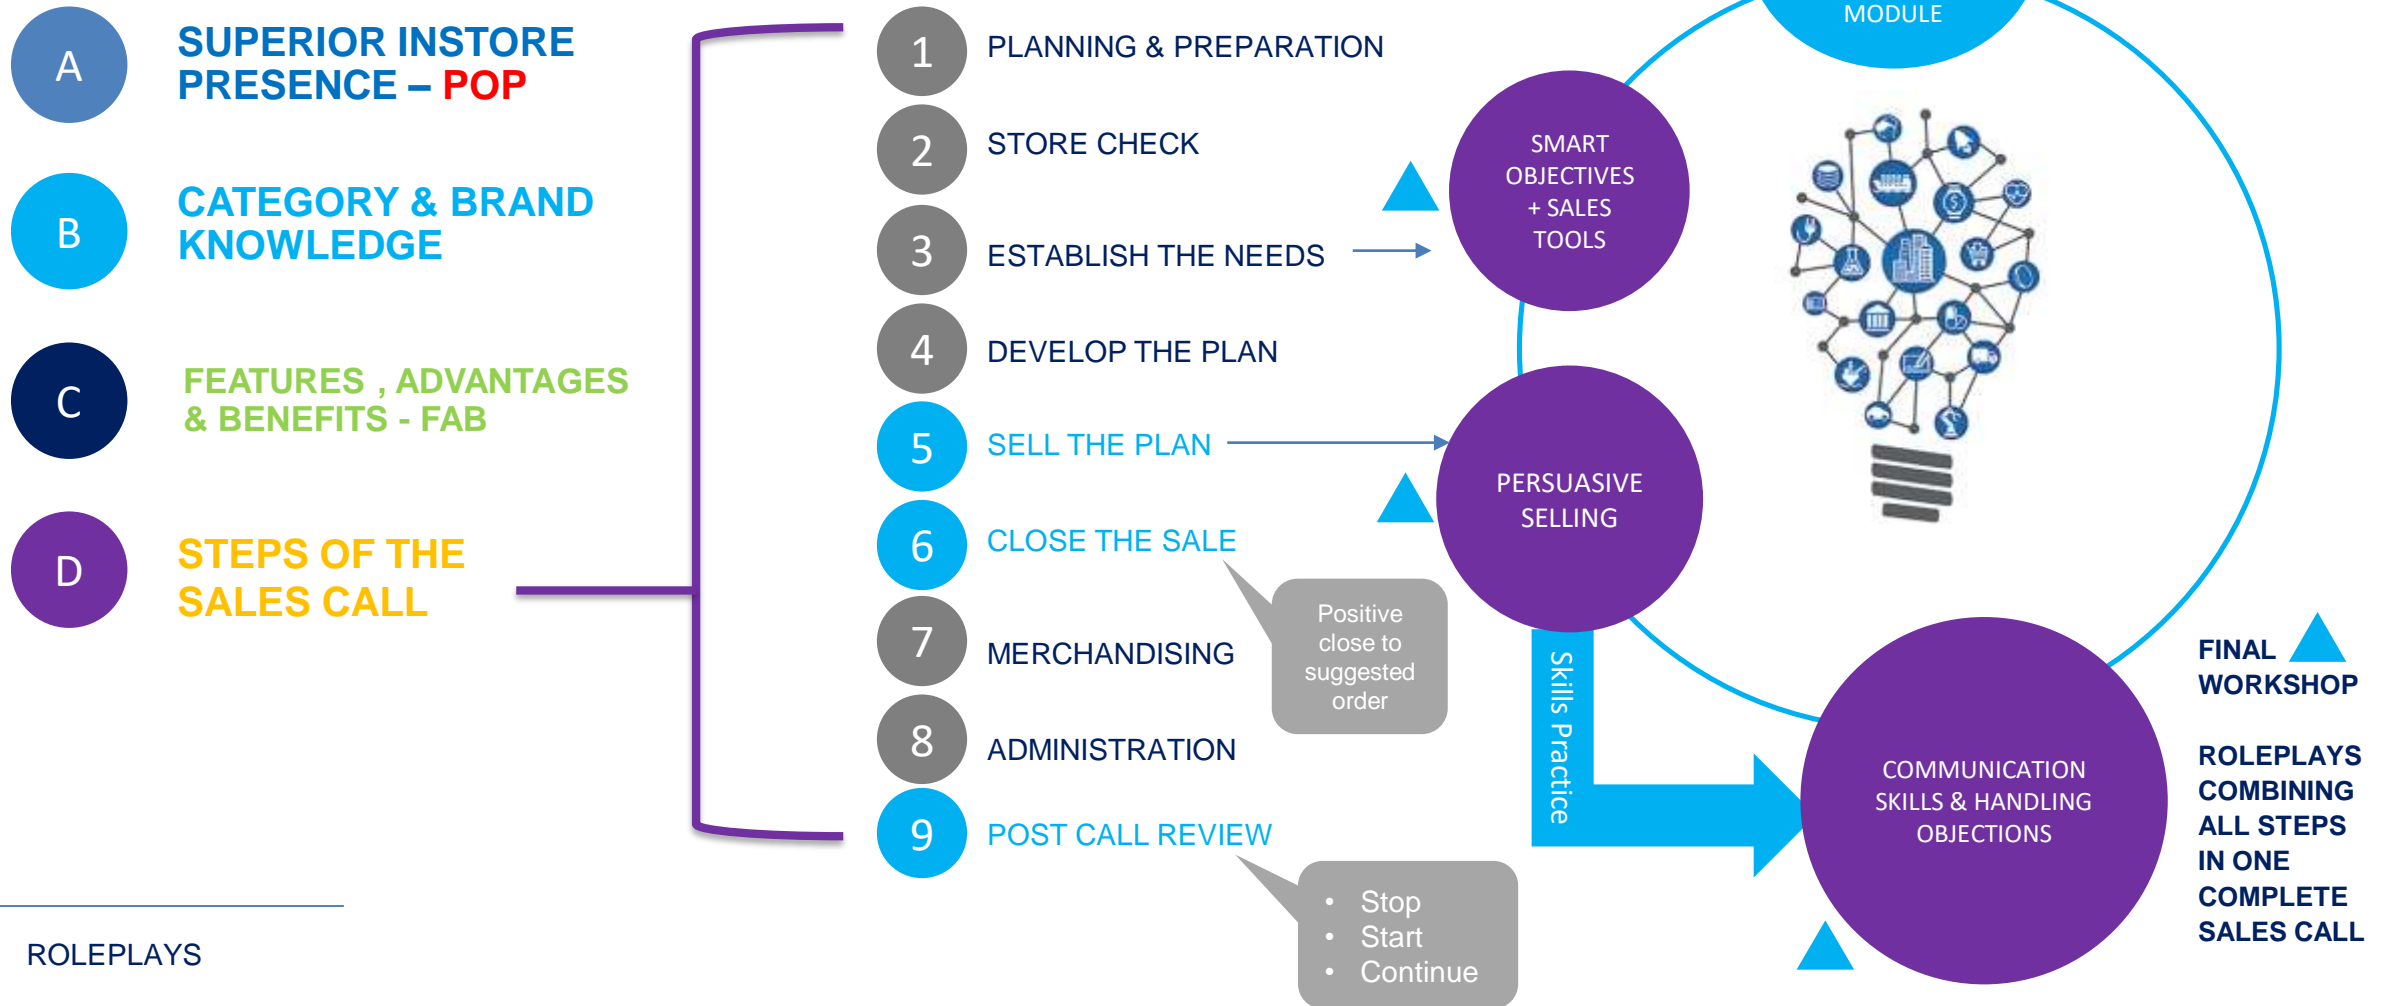 A
SUPERIOR INSTORE
PRESENCE – POP
B
CATEGORY & BRAND
KNOWLEDGE
C
FEATURES , ADVANTAGES
& BENEFITS - FAB
D
STEPS OF THE
SALES CALL
ROLEPLAYS
1
PLANNING & PREPARATION
2
STORE CHECK
3
ESTABLISH THE NEEDS
4
DEVELOP THE PLAN
5
SELL THE PLAN
6
CLOSE THE SALE
Positive
close to
suggested
order
7
MERCHANDISING
8
ADMINISTRATION
9
POST CALL REVIEW
• Stop
• Start
• Continue
MODULE
SMART
OBJECTIVES
+ SALES
TOOLS
PERSUASIVE
SELLING
Skills Practice
COMMUNICATION
SKILLS & HANDLING
OBJECTIONS
FINAL
WORKSHOP
ROLEPLAYS
COMBINING
ALL STEPS
IN ONE
COMPLETE
SALES CALL